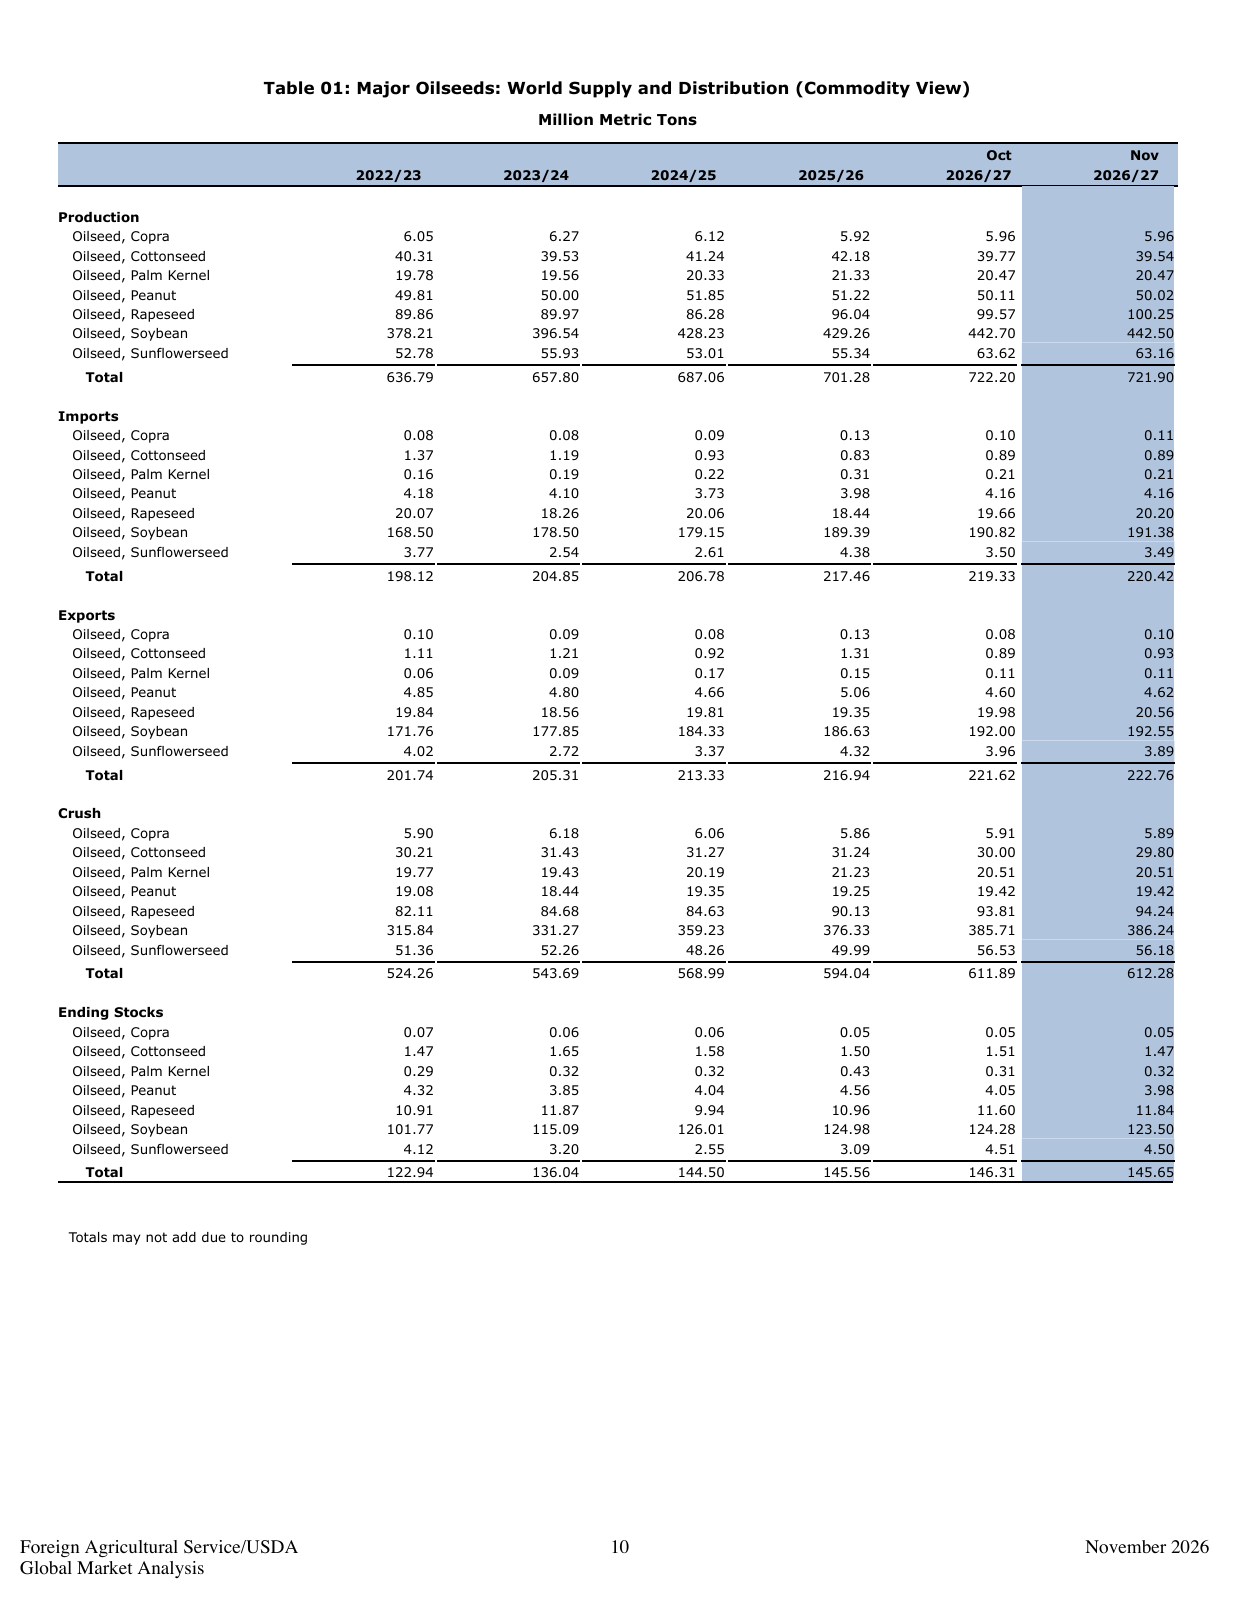 Table 01: Major Oilseeds: World Supply and Distribution (Commodity View)
Million Metric Tons
Oct Nov
2022/23 2023/24 2024/25 2025/26 2026/27 2026/27
Production
Oilseed, Copra 6.05 6.27 6.12 5.92 5.96 5.96
Oilseed, Cottonseed 40.31 39.53 41.24 42.18 39.77 39.54
Oilseed, Palm Kernel 19.78 19.56 20.33 21.33 20.47 20.47
Oilseed, Peanut 49.81 50.00 51.85 51.22 50.11 50.02
Oilseed, Rapeseed 89.86 89.97 86.28 96.04 99.57 100.25
Oilseed, Soybean 378.21 396.54 428.23 429.26 442.70 442.50
Oilseed, Sunflowerseed 52.78 55.93 53.01 55.34 63.62 63.16
Total 636.79 657.80 687.06 701.28 722.20 721.90
Imports
Oilseed, Copra 0.08 0.08 0.09 0.13 0.10 0.11
Oilseed, Cottonseed 1.37 1.19 0.93 0.83 0.89 0.89
Oilseed, Palm Kernel 0.16 0.19 0.22 0.31 0.21 0.21
Oilseed, Peanut 4.18 4.10 3.73 3.98 4.16 4.16
Oilseed, Rapeseed 20.07 18.26 20.06 18.44 19.66 20.20
Oilseed, Soybean 168.50 178.50 179.15 189.39 190.82 191.38
Oilseed, Sunflowerseed 3.77 2.54 2.61 4.38 3.50 3.49
Total 198.12 204.85 206.78 217.46 219.33 220.42
Exports
Oilseed, Copra 0.10 0.09 0.08 0.13 0.08 0.10
Oilseed, Cottonseed 1.11 1.21 0.92 1.31 0.89 0.93
Oilseed, Palm Kernel 0.06 0.09 0.17 0.15 0.11 0.11
Oilseed, Peanut 4.85 4.80 4.66 5.06 4.60 4.62
Oilseed, Rapeseed 19.84 18.56 19.81 19.35 19.98 20.56
Oilseed, Soybean 171.76 177.85 184.33 186.63 192.00 192.55
Oilseed, Sunflowerseed 4.02 2.72 3.37 4.32 3.96 3.89
Total 201.74 205.31 213.33 216.94 221.62 222.76
Crush
Oilseed, Copra 5.90 6.18 6.06 5.86 5.91 5.89
Oilseed, Cottonseed 30.21 31.43 31.27 31.24 30.00 29.80
Oilseed, Palm Kernel 19.77 19.43 20.19 21.23 20.51 20.51
Oilseed, Peanut 19.08 18.44 19.35 19.25 19.42 19.42
Oilseed, Rapeseed 82.11 84.68 84.63 90.13 93.81 94.24
Oilseed, Soybean 315.84 331.27 359.23 376.33 385.71 386.24
Oilseed, Sunflowerseed 51.36 52.26 48.26 49.99 56.53 56.18
Total 524.26 543.69 568.99 594.04 611.89 612.28
Ending Stocks
Oilseed, Copra 0.07 0.06 0.06 0.05 0.05 0.05
Oilseed, Cottonseed 1.47 1.65 1.58 1.50 1.51 1.47
Oilseed, Palm Kernel 0.29 0.32 0.32 0.43 0.31 0.32
Oilseed, Peanut 4.32 3.85 4.04 4.56 4.05 3.98
Oilseed, Rapeseed 10.91 11.87 9.94 10.96 11.60 11.84
Oilseed, Soybean 101.77 115.09 126.01 124.98 124.28 123.50
Oilseed, Sunflowerseed 4.12 3.20 2.55 3.09 4.51 4.50
Total 122.94 136.04 144.50 145.56 146.31 145.65
Totals may not add due to rounding
Foreign Agricultural Service/USDA 10 November 2026
Global Market Analysis